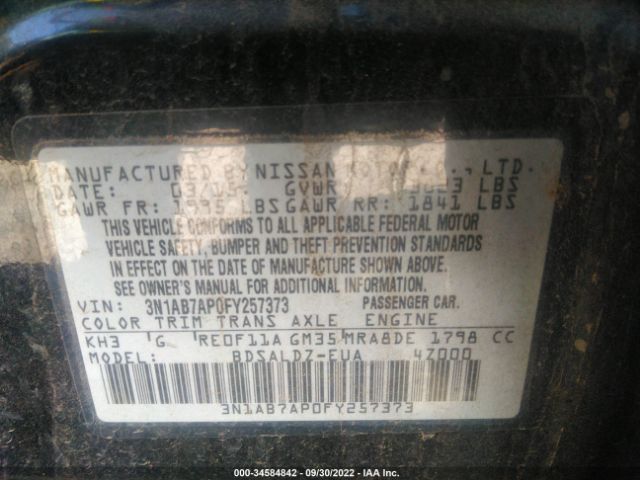 MANUFACTURED BY NISSAN MOTOR ., LTD.
DATE: 03/15 GVWR LBS
GAWR FR: 1995 LBS GAWR RR: 1841 LBS
THIS VEHICLE CONFORMS TO ALL APPLICABLE FEDERAL MOTOR
VEHICLE SAFETY, BUMPER AND THEFT PREVENTION STANDARDS
IN EFFECT ON THE DATE OF MANUFACTURE SHOWN ABOVE.
SEE OWNER'S MANUAL FOR ADDITIONAL INFORMATION.
VIN: 3N1AB7AP0FY257373 PASSENGER CAR.
COLOR TRIM TRANS AXLE ENGINE
KH3 G RE0F11A GM35 MRA8DE 1798 CC
MODEL: BDSALDZ-EUA 4Z000
3N1AB7AP0FY257373
000-34584842 / 09/30/2022 - IAA Inc.